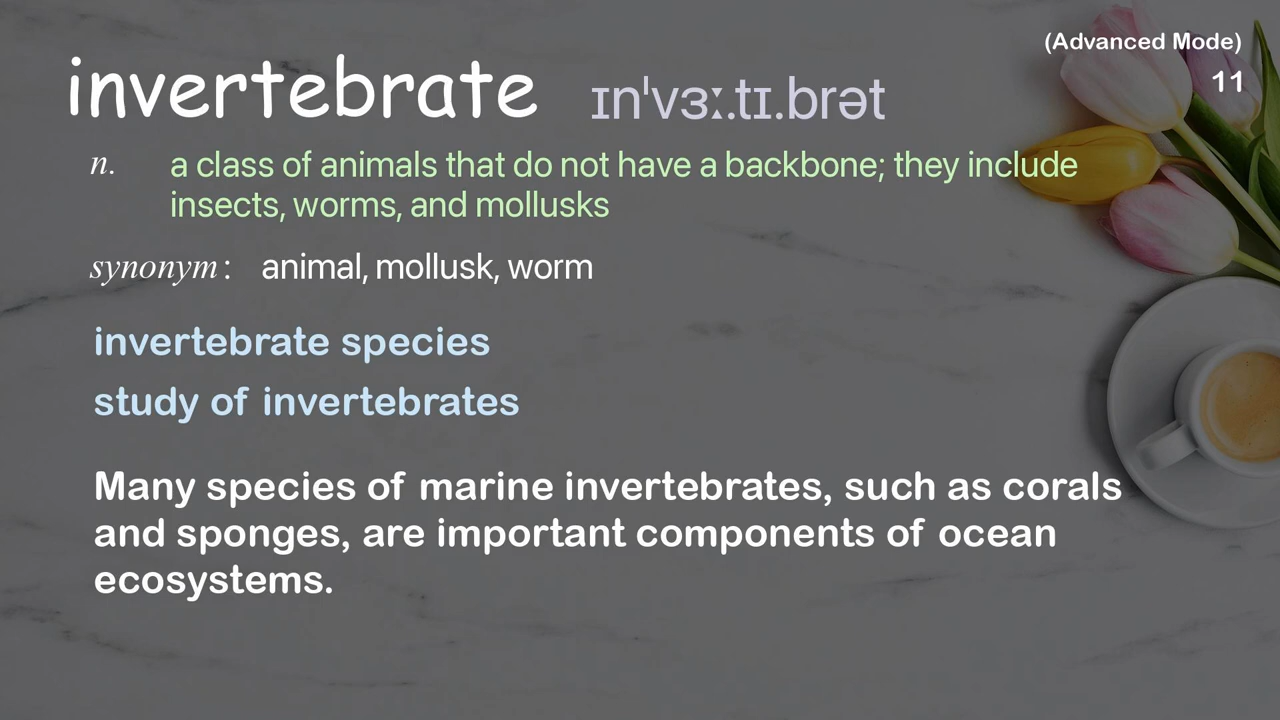 (Advanced Mode)
11
invertebrate ɪnˈvɜː.tɪ.brət
n. a class of animals that do not have a backbone; they include
insects, worms, and mollusks
synonym: animal, mollusk, worm
invertebrate species
study of invertebrates
Many species of marine invertebrates, such as corals
and sponges, are important components of ocean
ecosystems.